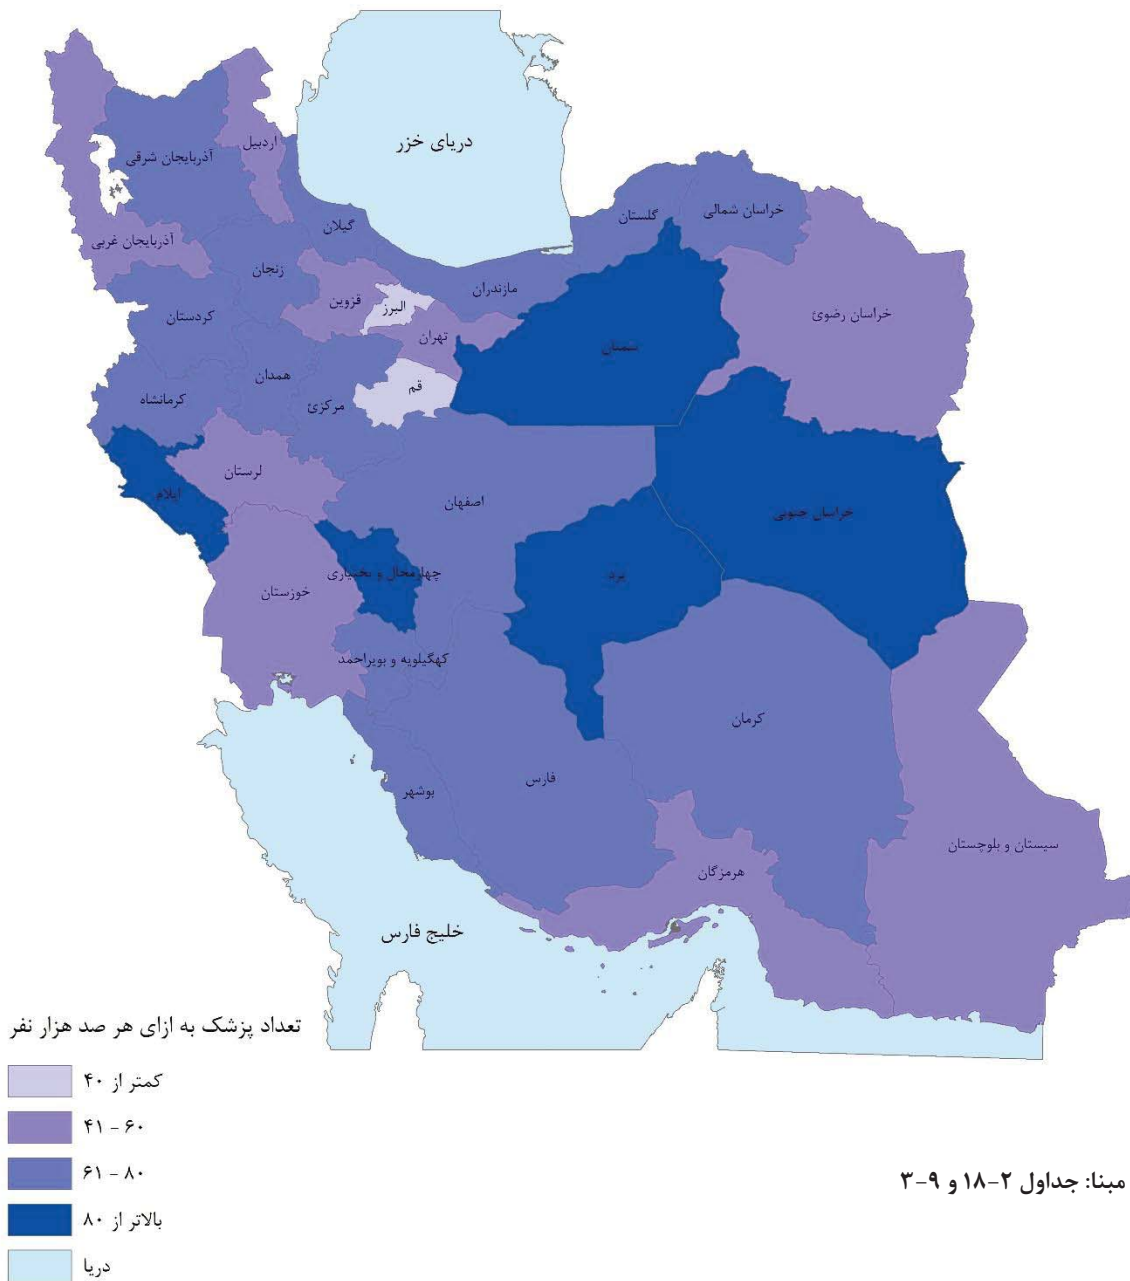 دریای خزر
اردبیل
آذربایجان شرقی
خراسان شمالی
گلستان
گیلان
آذربایجان غربی
زنجان
مازندران
قزوین
البرز
خراسان رضوئ
کردستان
تهران
سمنان
همدان
قم
کرمانشاه
مرکزئ
لرستان
ایلام
اصفهان
خراسان جنوبی
چهارمحال و بختیاری
یزد
خوزستان
کهگیلویه و بویراحمد
کرمان
فارس
بوشهر
سیستان و بلوچستان
هرمزگان
خلیج فارس
تعداد پزشک به ازای هر صد هزار نفر
کمتر از ۴۰
۴۱ - ۶۰
۶۱ - ۸۰
بالاتر از ۸۰
دریا
مبنا: جداول ۲-۱۸ و ۹-۳